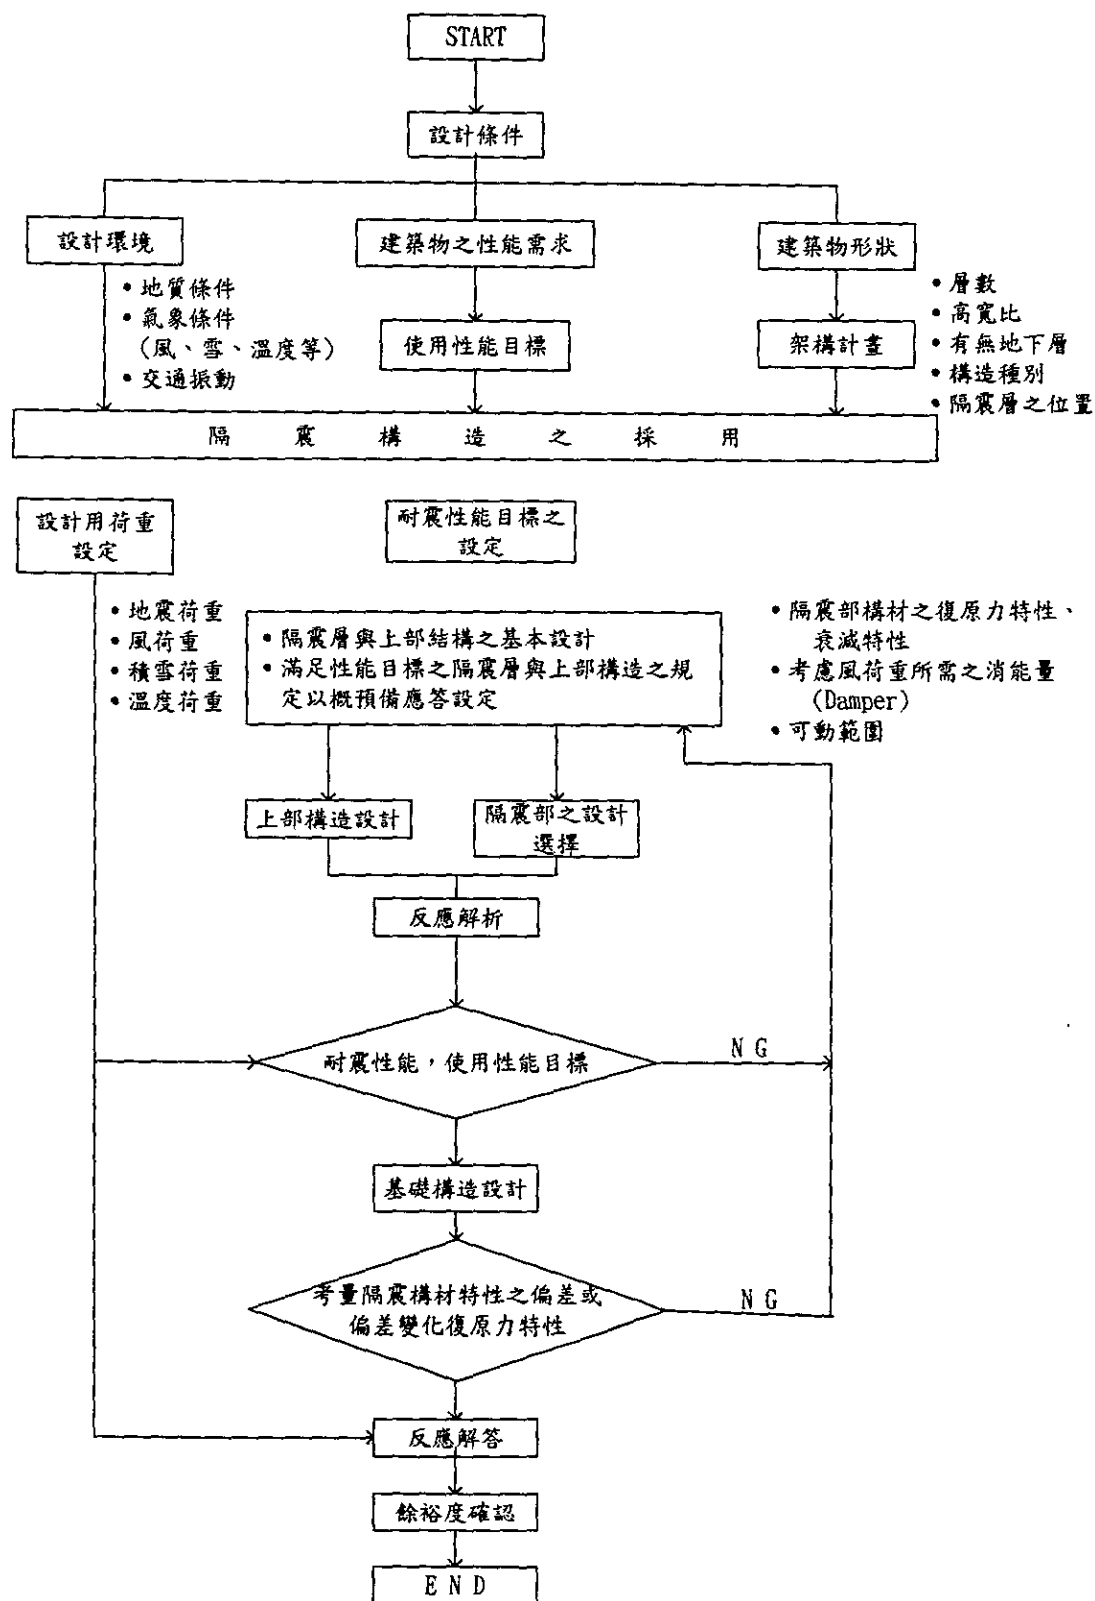 START
設計條件
設計環境
建築物之性能需求
建築物形狀
• 地質條件
• 氣象條件
(風、雪、溫度等)
• 交通振動
使用性能目標
架構計畫
• 層數
• 高寬比
• 有無地下層
• 構造種別
• 隔震層之位置
隔震構造之採用
設計用荷重
設定
耐震性能目標之
設定
• 地震荷重
• 風荷重
• 積雪荷重
• 溫度荷重
• 隔震層與上部結構之基本設計
• 滿足性能目標之隔震層與上部構造之規
定以概預備應答設定
• 隔震部構材之復原力特性、
衰減特性
• 考慮風荷重所需之消能量
(Damper)
• 可動範圍
上部構造設計
隔震部之設計
選擇
反應解析
耐震性能，使用性能目標
N G
基礎構造設計
考量隔震構材特性之偏差或
偏差變化復原力特性
N G
反應解答
餘裕度確認
E N D